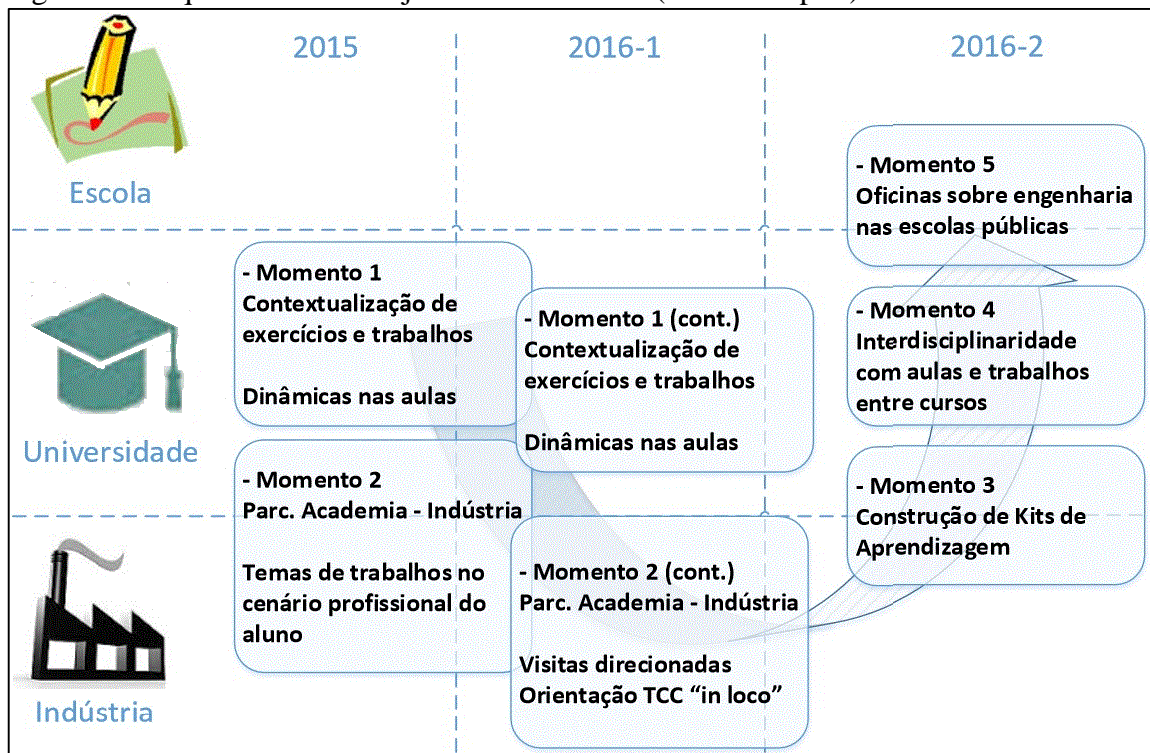 2015
2016-1
2016-2
Escola
- Momento 5
Oficinas sobre engenharia
nas escolas públicas
Universidade
- Momento 1
Contextualização de
exercícios e trabalhos
Dinâmicas nas aulas
- Momento 2
Parc. Academia - Indústria
Temas de trabalhos no
cenário profissional do
aluno
- Momento 1 (cont.)
Contextualização de
exercícios e trabalhos
Dinâmicas nas aulas
- Momento 2 (cont.)
Parc. Academia - Indústria
Visitas direcionadas
Orientação TCC “in loco”
- Momento 4
Interdisciplinaridade
com aulas e trabalhos
entre cursos
- Momento 3
Construção de Kits de
Aprendizagem
Indústria